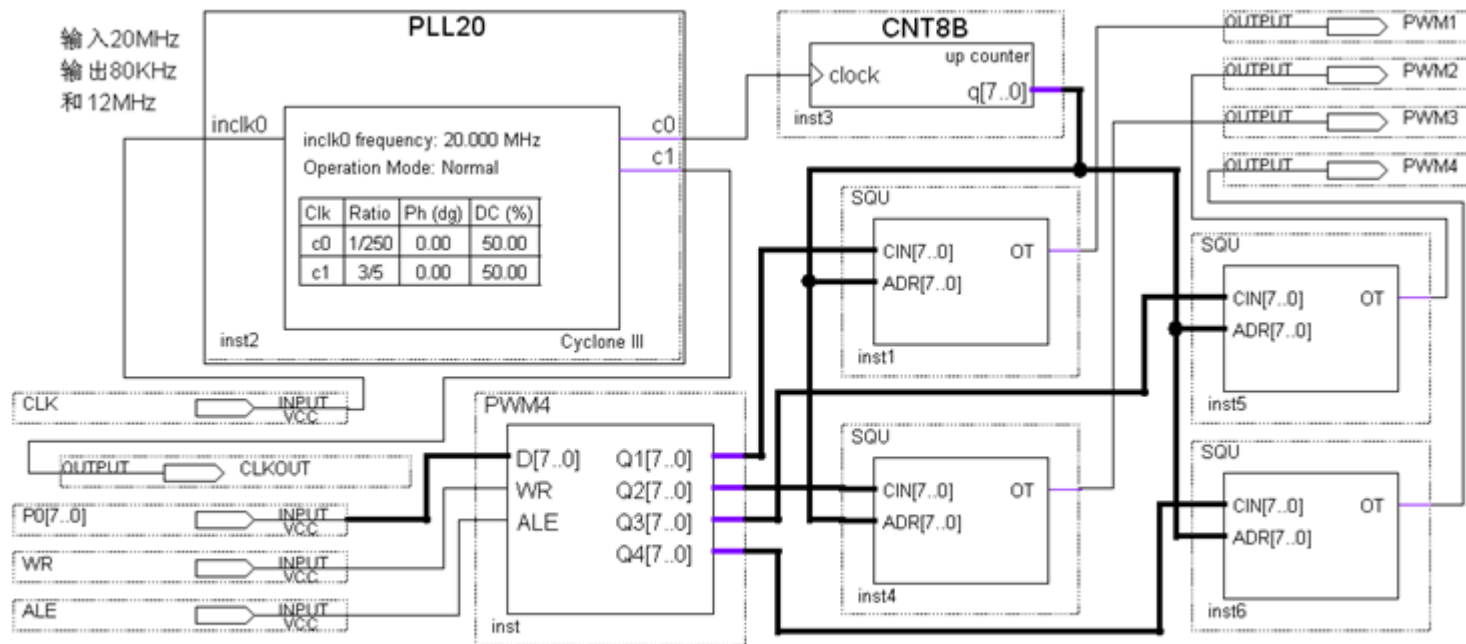 输入20MHz
输出80KHz
和12MHz
PLL20
inclk0
inclk0 frequency: 20.000 MHz
Operation Mode: Normal
Clk Ratio Ph (dg) DC (%)
c0 1/250 0.00 50.00
c1 3/5 0.00 50.00
c0
c1
inst2
Cyclone III
CNT8B
up counter
clock
q[7..0]
inst3
OUTPUT PWM1
OUTPUT PWM2
OUTPUT PWM3
OUTPUT PWM4
SQU
CIN[7..0] OT
ADR[7..0]
inst1
SQU
CIN[7..0] OT
ADR[7..0]
inst5
CLK INPUT
VCC
OUTPUT CLKOUT
P0[7..0] INPUT
VCC
WR INPUT
VCC
ALE INPUT
VCC
PWM4
D[7..0] Q1[7..0]
WR Q2[7..0]
ALE Q3[7..0]
Q4[7..0]
inst
SQU
CIN[7..0] OT
ADR[7..0]
inst4
SQU
CIN[7..0] OT
ADR[7..0]
inst6